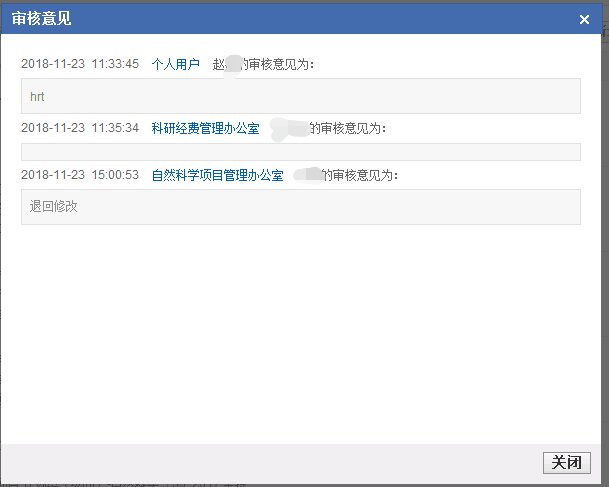 审核意见
2018-11-23 11:33:45 个人用户 赵 的审核意见为：
hrt
2018-11-23 11:35:34 科研经费管理办公室 的审核意见为：
2018-11-23 15:00:53 自然科学项目管理办公室 的审核意见为：
退回修改
关闭